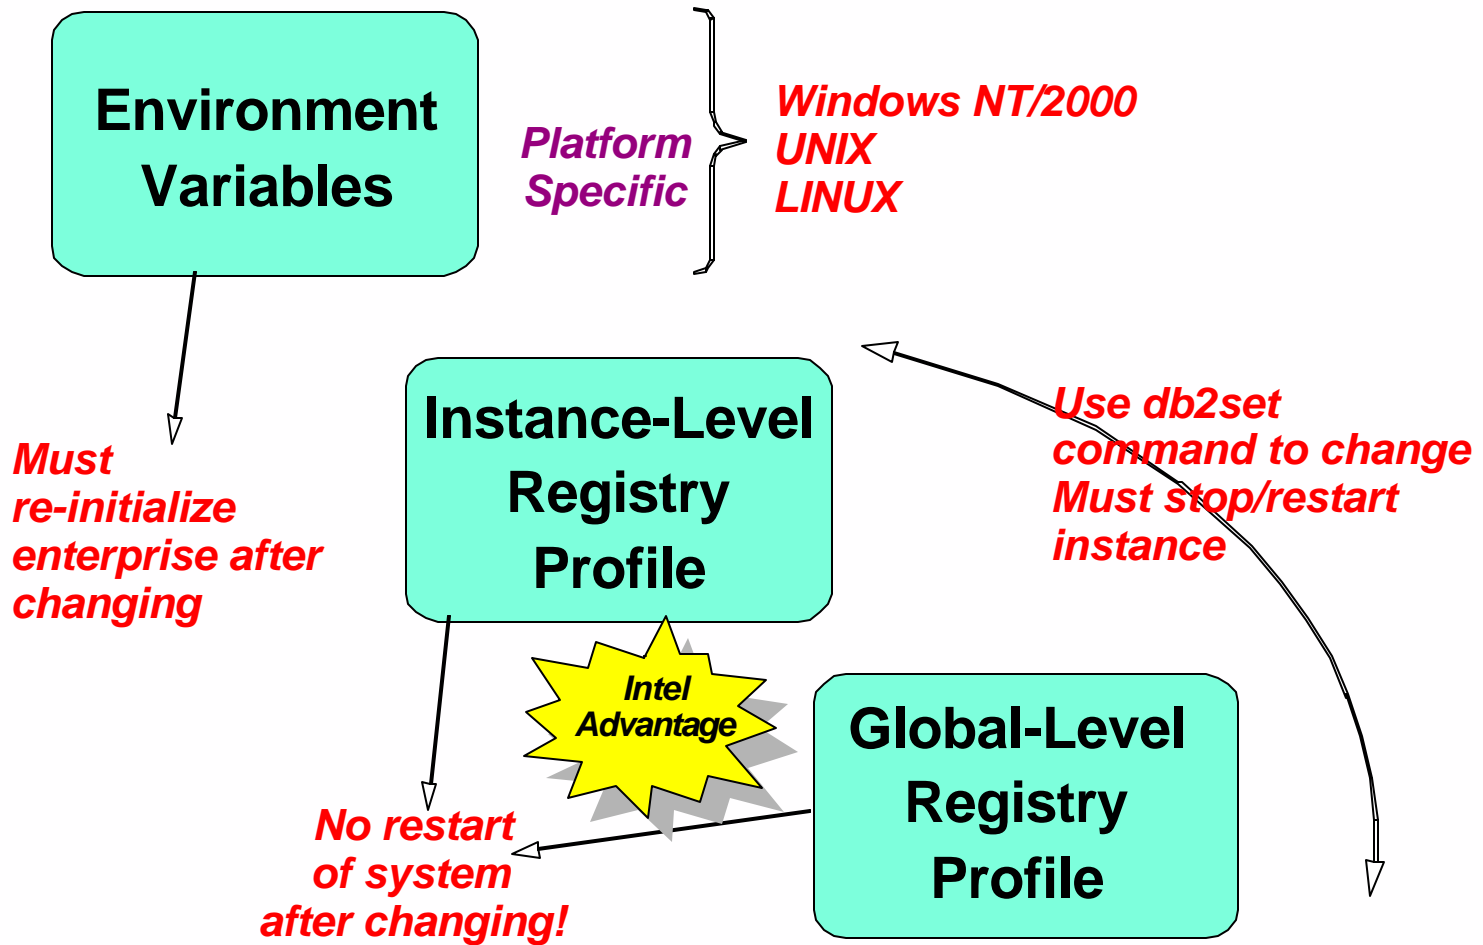 Environment
Variables
Platform
Specific
Windows NT/2000
UNIX
LINUX
Must
re-initialize
enterprise after
changing
Instance-Level
Registry
Profile
Use db2set
command to change
Must stop/restart
instance
Intel
Advantage
Global-Level
Registry
Profile
No restart
of system
after changing!